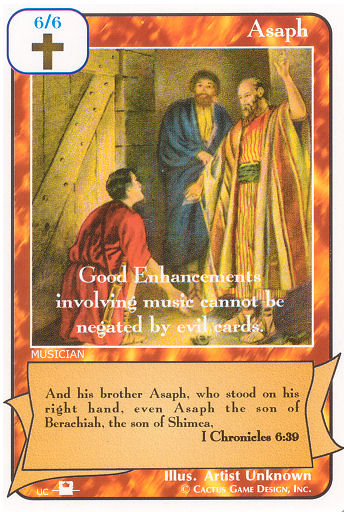 6/6
Asaph
Good Enhancements
involving music cannot be
negated by evil cards.
MUSICIAN
And his brother Asaph, who stood on his
right hand, even Asaph the son of
Berachiah, the son of Shimea,
I Chronicles 6:39
Illus. Artist Unknown
UC
© Cactus Game Design, Inc.